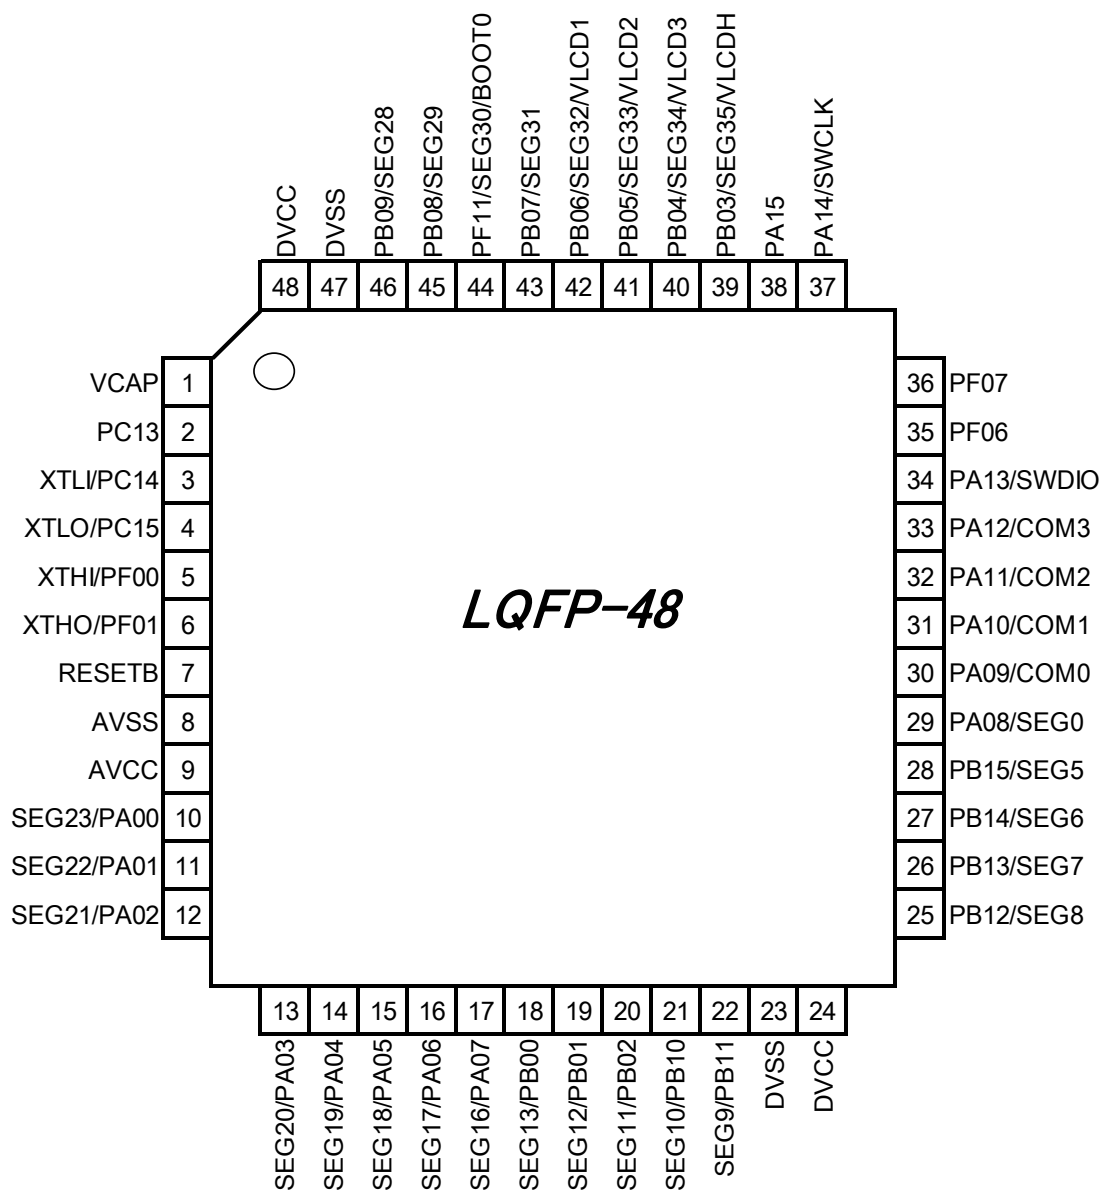 DVCC
DVSS
PB09/SEG28
PB08/SEG29
PF11/SEG30/BOOT0
PB07/SEG31
PB06/SEG32/VLCD1
PB05/SEG33/VLCD2
PB04/SEG34/VLCD3
PB03/SEG35/VLCDH
PA15
PA14/SWCLK
48 47 46 45 44 43 42 41 40 39 38 37
VCAP 1
PC13 2
XTLI/PC14 3
XTLO/PC15 4
XTHI/PF00 5
XTHO/PF01 6
RESETB 7
AVSS 8
AVCC 9
SEG23/PA00 10
SEG22/PA01 11
SEG21/PA02 12
LQFP-48
36 PF07
35 PF06
34 PA13/SWDIO
33 PA12/COM3
32 PA11/COM2
31 PA10/COM1
30 PA09/COM0
29 PA08/SEG0
28 PB15/SEG5
27 PB14/SEG6
26 PB13/SEG7
25 PB12/SEG8
13 14 15 16 17 18 19 20 21 22 23 24
SEG20/PA03
SEG19/PA04
SEG18/PA05
SEG17/PA06
SEG16/PA07
SEG13/PB00
SEG12/PB01
SEG11/PB02
SEG10/PB10
SEG9/PB11
DVSS
DVCC